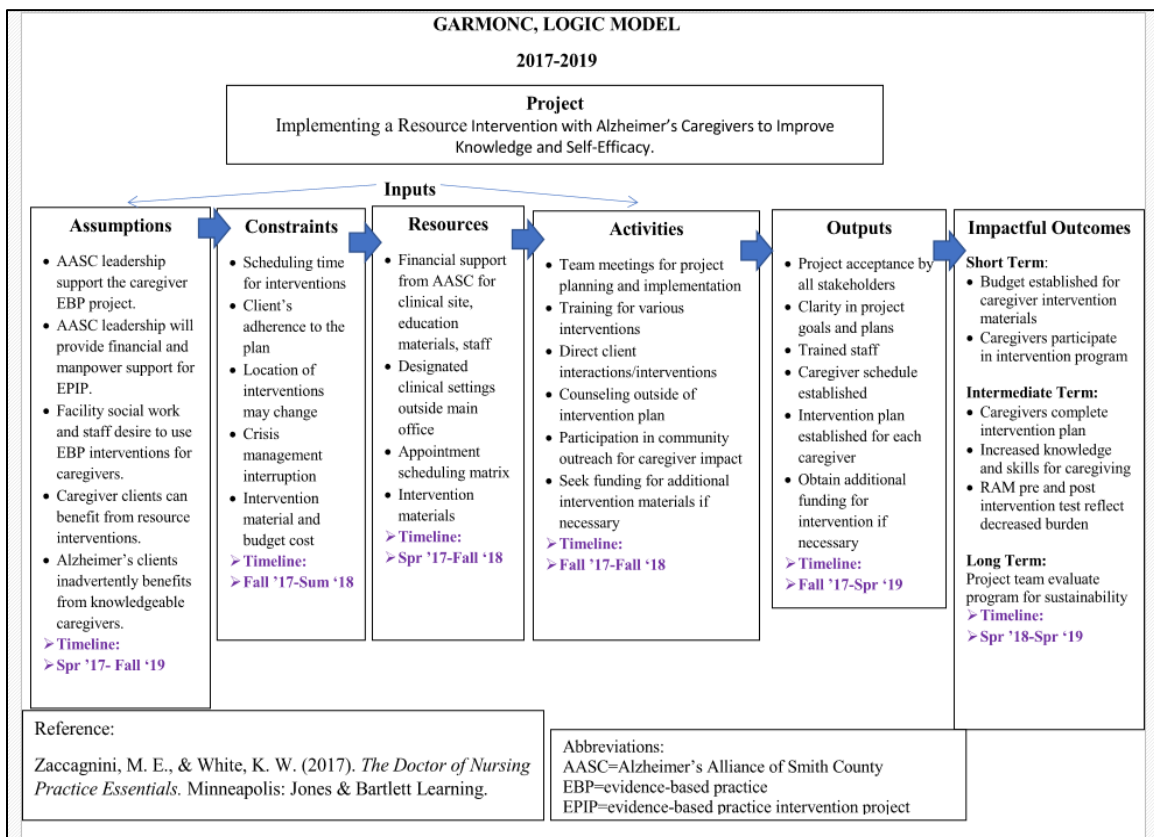 GARMONC, LOGIC MODEL
2017-2019
Project
Implementing a Resource Intervention with Alzheimer's Caregivers to Improve
Knowledge and Self-Efficacy.
Inputs
Assumptions
• AASC leadership
support the caregiver
EBP project.
• AASC leadership will
provide financial and
manpower support for
EPIP.
• Facility social work
and staff desire to use
EBP interventions for
caregivers.
• Caregiver clients can
benefit from resource
interventions.
• Alzheimer's clients
inadvertently benefits
from knowledgeable
caregivers.
➢ Timeline:
➢ Spr '17- Fall '19
Constraints
• Scheduling time
for interventions
• Client's
adherence to the
plan
• Location of
interventions
may change
• Crisis
management
interruption
• Intervention
material and
budget cost
➢ Timeline:
➢ Fall '17-Sum '18
Resources
• Financial support
from AASC for
clinical site,
education
materials, staff
• Designated
clinical settings
outside main
office
• Appointment
scheduling matrix
• Intervention
materials
➢ Timeline:
➢ Spr '17-Fall '18
Activities
• Team meetings for project
planning and implementation
• Training for various
interventions
• Direct client
interactions/interventions
• Counseling outside of
intervention plan
• Participation in community
outreach for caregiver impact
• Seek funding for additional
intervention materials if
necessary
➢ Timeline:
➢ Fall '17-Fall '18
Outputs
• Project acceptance by
all stakeholders
• Clarity in project
goals and plans
• Trained staff
• Caregiver schedule
established
• Intervention plan
established for each
caregiver
• Obtain additional
funding for
intervention if
necessary
➢ Timeline:
➢ Fall '17-Spr '19
Impactful Outcomes
Short Term:
• Budget established for
caregiver intervention
materials
• Caregivers participate
in intervention program
Intermediate Term:
• Caregivers complete
intervention plan
• Increased knowledge
and skills for caregiving
• RAM pre and post
intervention test reflect
decreased burden
Long Term:
Project team evaluate
program for sustainability
➢ Timeline:
➢ Spr '18-Spr '19
Reference:
Zaccagnini, M. E., & White, K. W. (2017). The Doctor of Nursing
Practice Essentials. Minneapolis: Jones & Bartlett Learning.
Abbreviations:
AASC=Alzheimer's Alliance of Smith County
EBP=evidence-based practice
EPIP=evidence-based practice intervention project